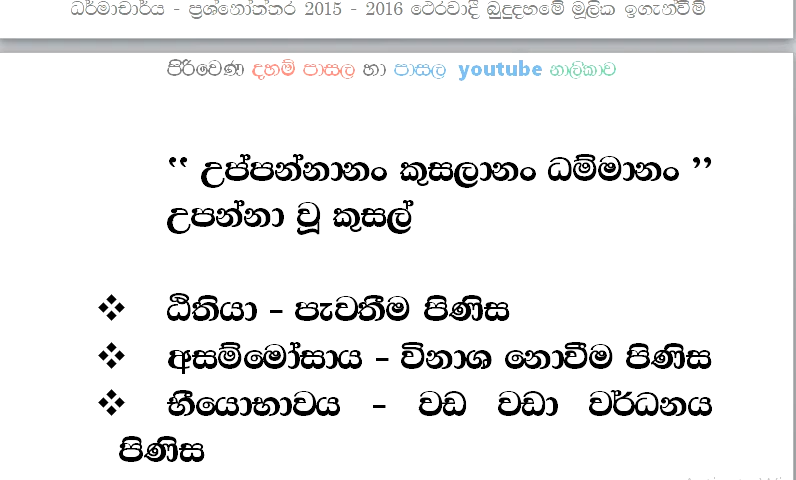 ධර්මාචාර්ය - ප්‍රශ්නෝත්තර 2015 - 2016 ථෙරවාදී බුදුදහමේ මූලික ඉගැන්වීම්
පිරිවෙණ දහම් පාසල හා පාසල youtube නාලිකාව
“ උප්පන්නානං කුසලානං ධම්මානං ”
උපන්නා වූ කුසල්
❖ ඨිතියා – පැවතීම පිණිස
❖ අසම්මෝසාය – විනාශ නොවීම පිණිස
❖ භීයොභාවය – වඩ වඩා වර්ධනය
පිණිස